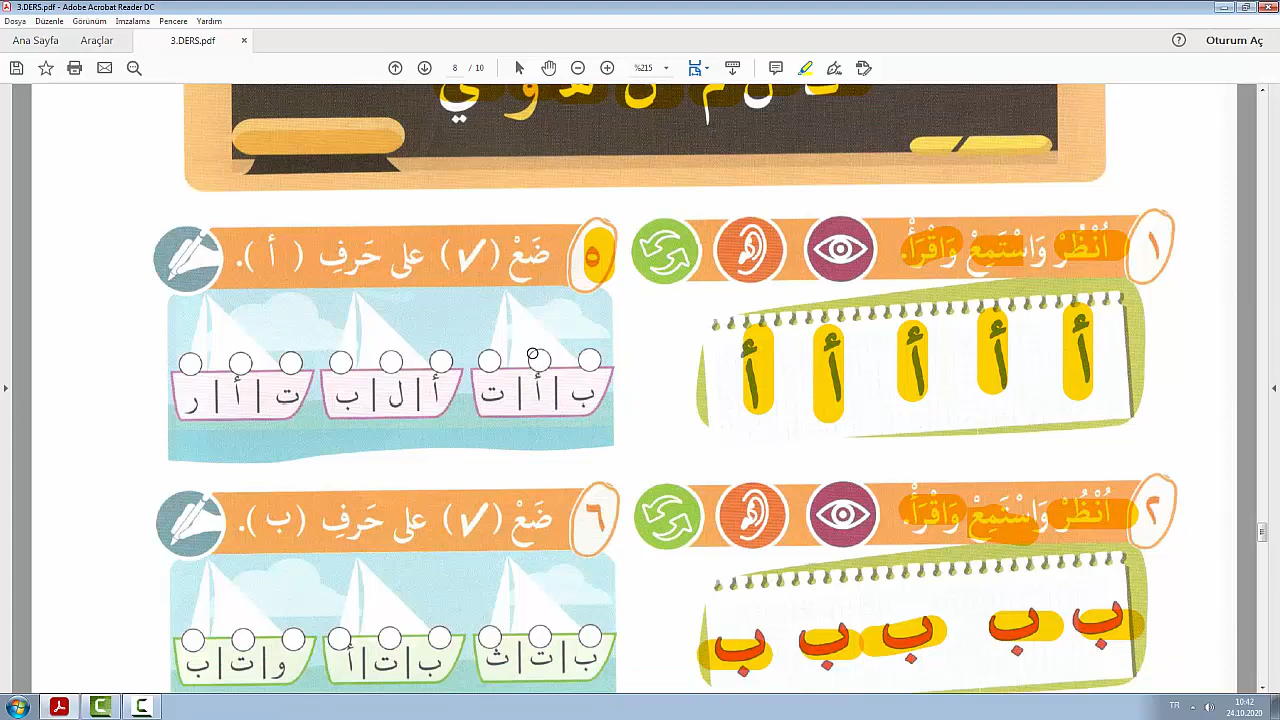 3.DERS.pdf - Adobe Acrobat Reader DC
Dosya Düzenle Görünüm İmzalama Pencere Yardım
Ana Sayfa Araçlar 3.DERS.pdf × Oturum Aç
8 / 10 %215
١ اُنْظُرْ وَاسْتَمِعْ وَاقْرَأْ.
أ أ أ أ أ
٥ ضَعْ (✓) على حَرفِ ( أ ).
ب | أ | ت
أ | ل | ب
ت | أ | ر
٢ اُنْظُرْ وَاسْتَمِعْ وَاقْرَأْ.
ب ب ب ب ب
٦ ضَعْ (✓) على حَرفِ (ب).
ب | ت | ث
ب | ت | أ
و | ت | ب
TR 10:42
24.10.2020